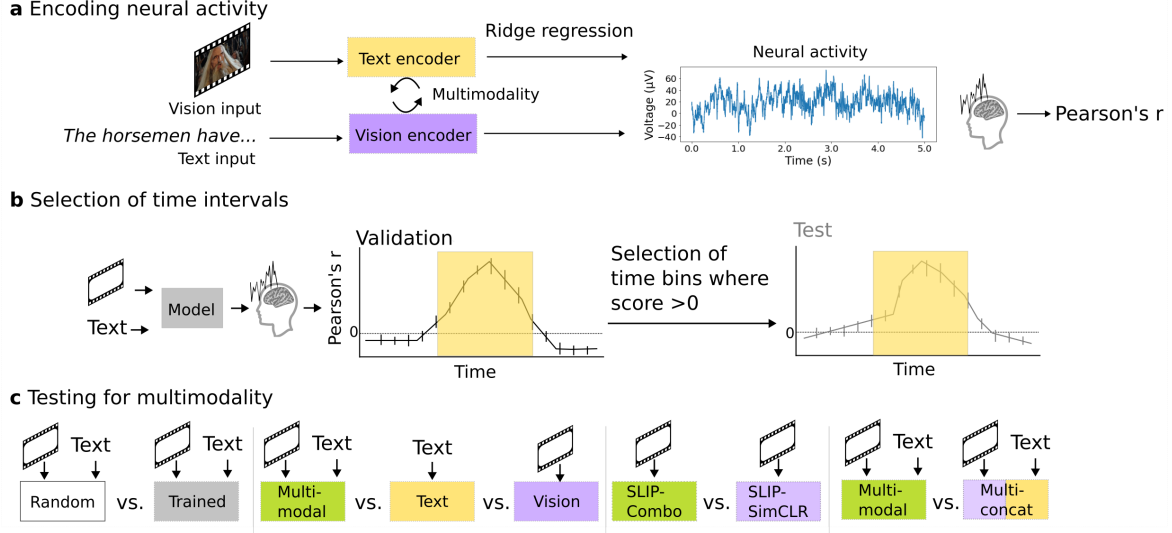 a Encoding neural activity
Ridge regression
Text encoder
Neural activity
Vision input
Multimodality
The horsemen have...
Vision encoder
Text input
Voltage (μV)
60
40
20
0
−20
−40
0.0 1.0 2.0 3.0 4.0 5.0
Time (s)
Pearson's r
b Selection of time intervals
Validation
Selection of
time bins where
score >0
Test
Text
Model
Pearson's r
0
Time
0
Time
c Testing for multimodality
Text Text Text Text Text Text
Random vs. Trained
Multi-
modal vs. Text vs. Vision
SLIP-
Combo vs. SLIP-
SimCLR
Multi-
modal vs. Multi-
concat